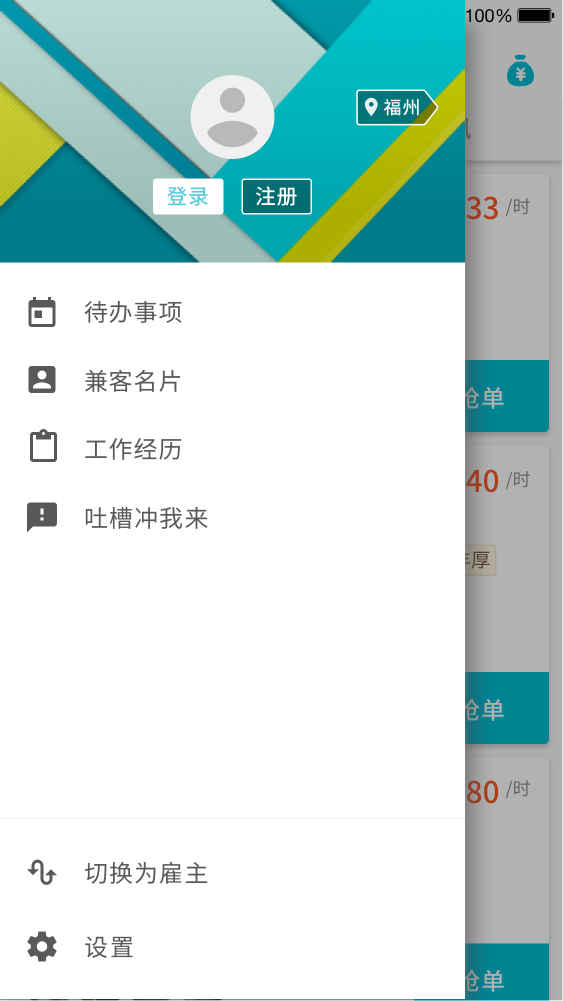 100%
福州
登录
注册
33 /时
待办事项
兼客名片
抢单
工作经历
40 /时
吐槽冲我来
厚
抢单
80 /时
切换为雇主
设置
抢单